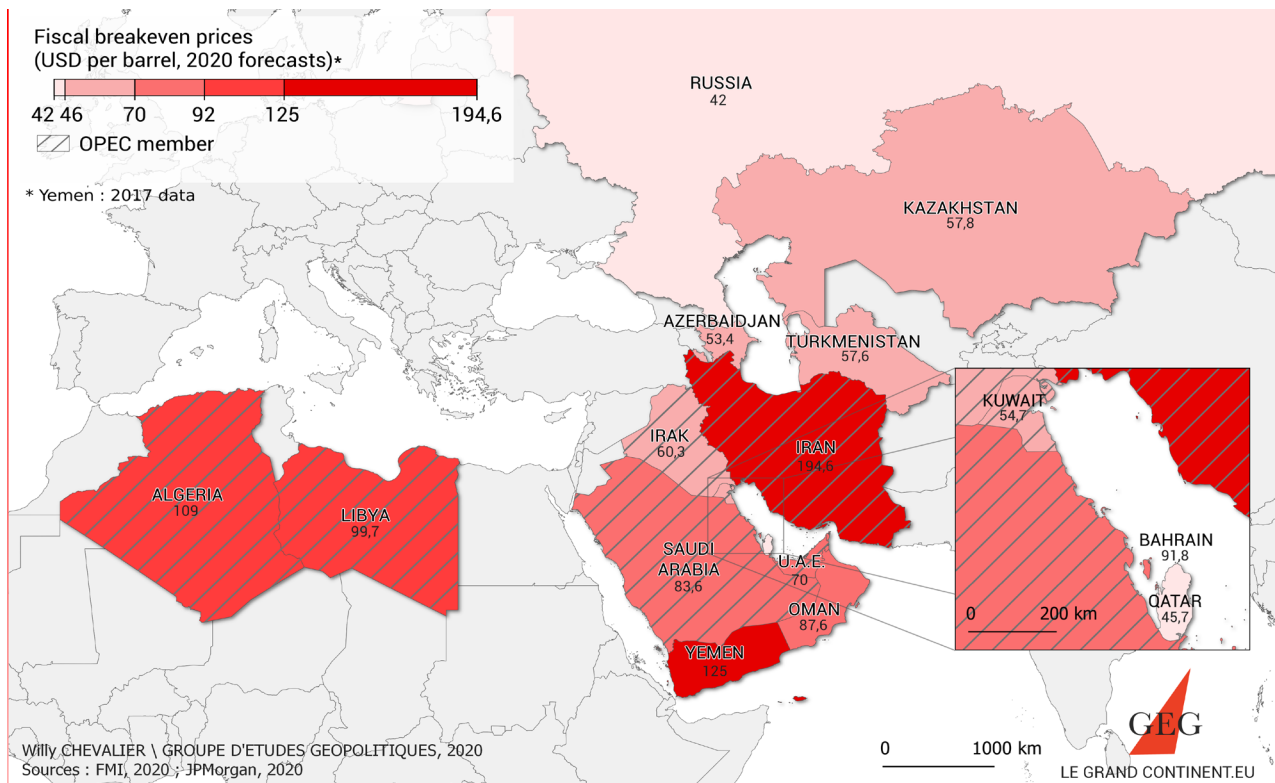 Fiscal breakeven prices
(USD per barrel, 2020 forecasts)*
42 46 70 92 125 194,6
OPEC member
* Yemen : 2017 data
RUSSIA
42
KAZAKHSTAN
57,8
AZERBAIDJAN
53,4
TURKMENISTAN
57,6
IRAK
60,3
IRAN
194,6
KUWAIT
54,7
ALGERIA
109
LIBYA
99,7
SAUDI
ARABIA
83,6
U.A.E.
70
OMAN
87,6
YEMEN
125
BAHRAIN
91,8
QATAR
45,7
0 200 km
0 1000 km
GEG
LE GRAND CONTINENT.EU
Willy CHEVALIER \ GROUPE D'ETUDES GEOPOLITIQUES, 2020
Sources : FMI, 2020 ; JPMorgan, 2020